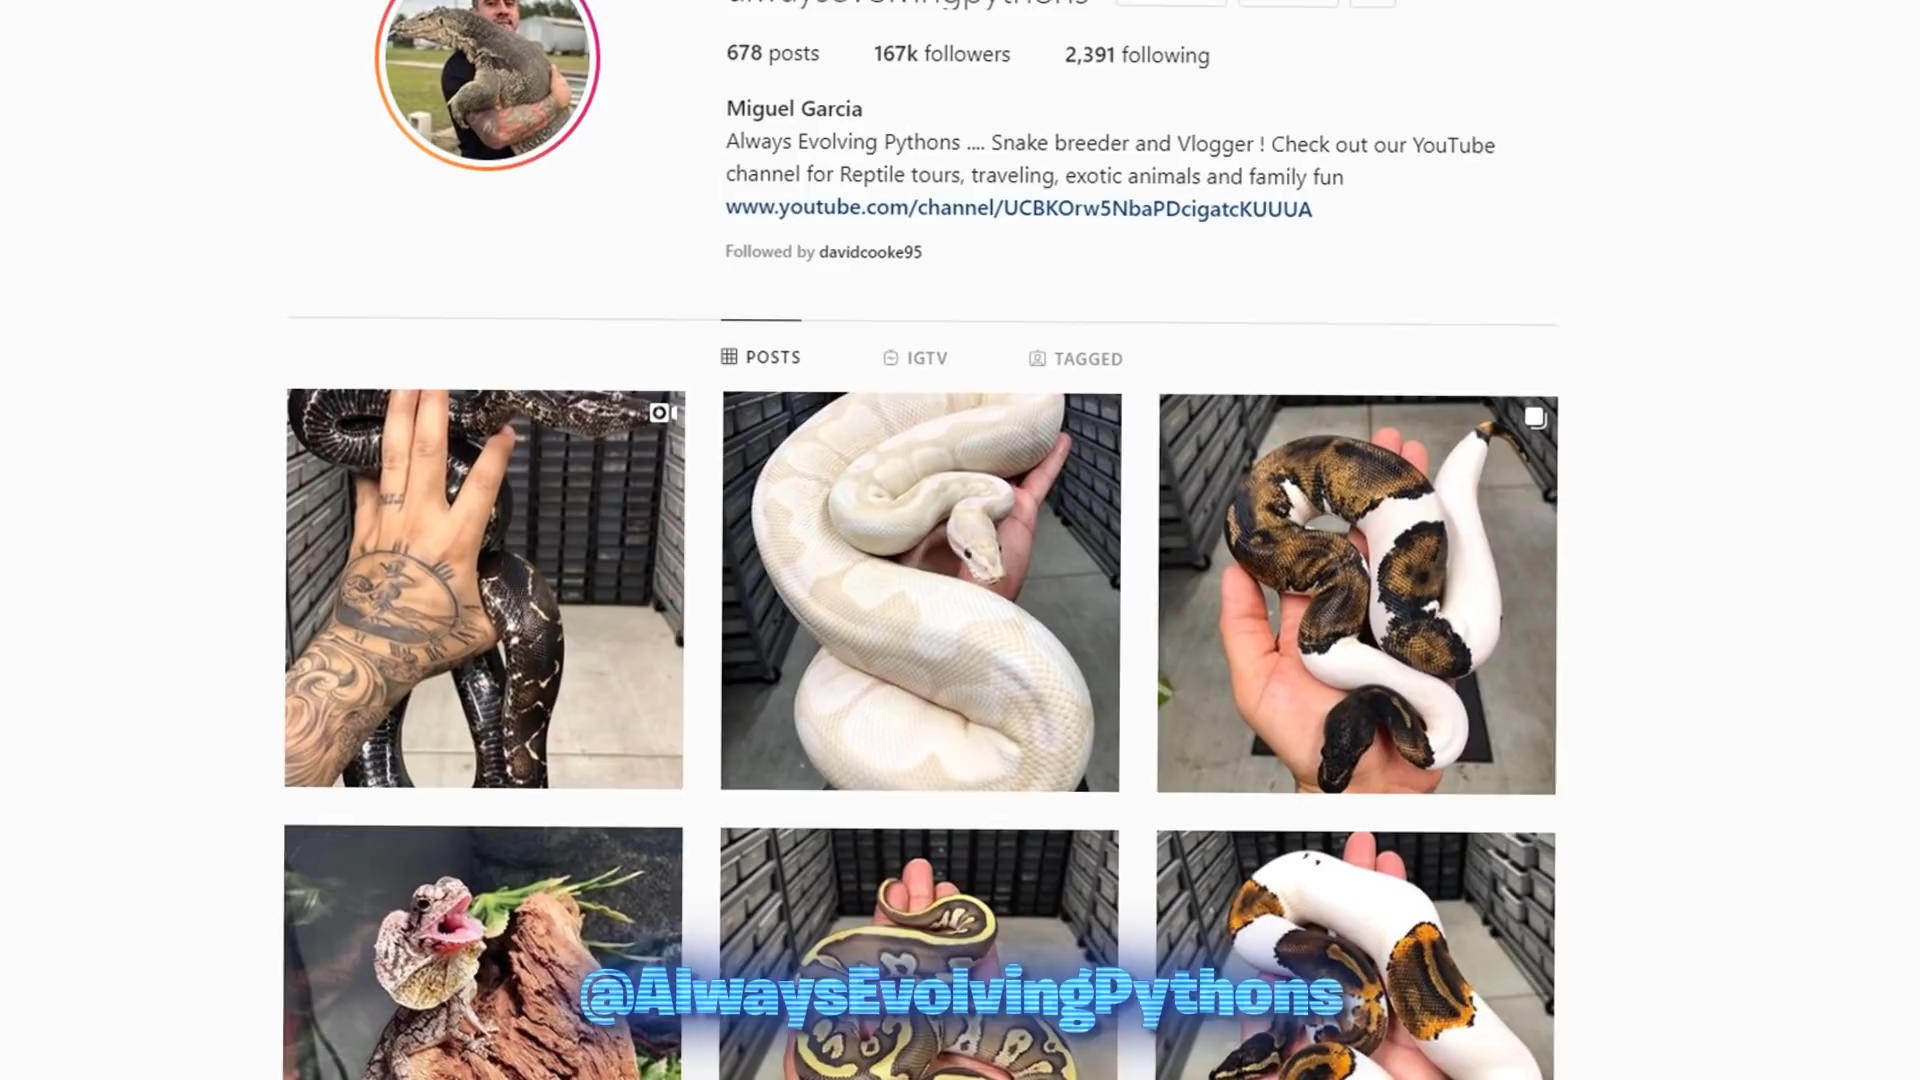 alwaysevolvingpythons
678 posts 167k followers 2,391 following
Miguel Garcia
Always Evolving Pythons .... Snake breeder and Vlogger ! Check out our YouTube
channel for Reptile tours, traveling, exotic animals and family fun
www.youtube.com/channel/UCBKOrw5NbaPDcigatcKUUUA
Followed by davidcooke95
POSTS IGTV TAGGED
@AlwaysEvolvingPythons